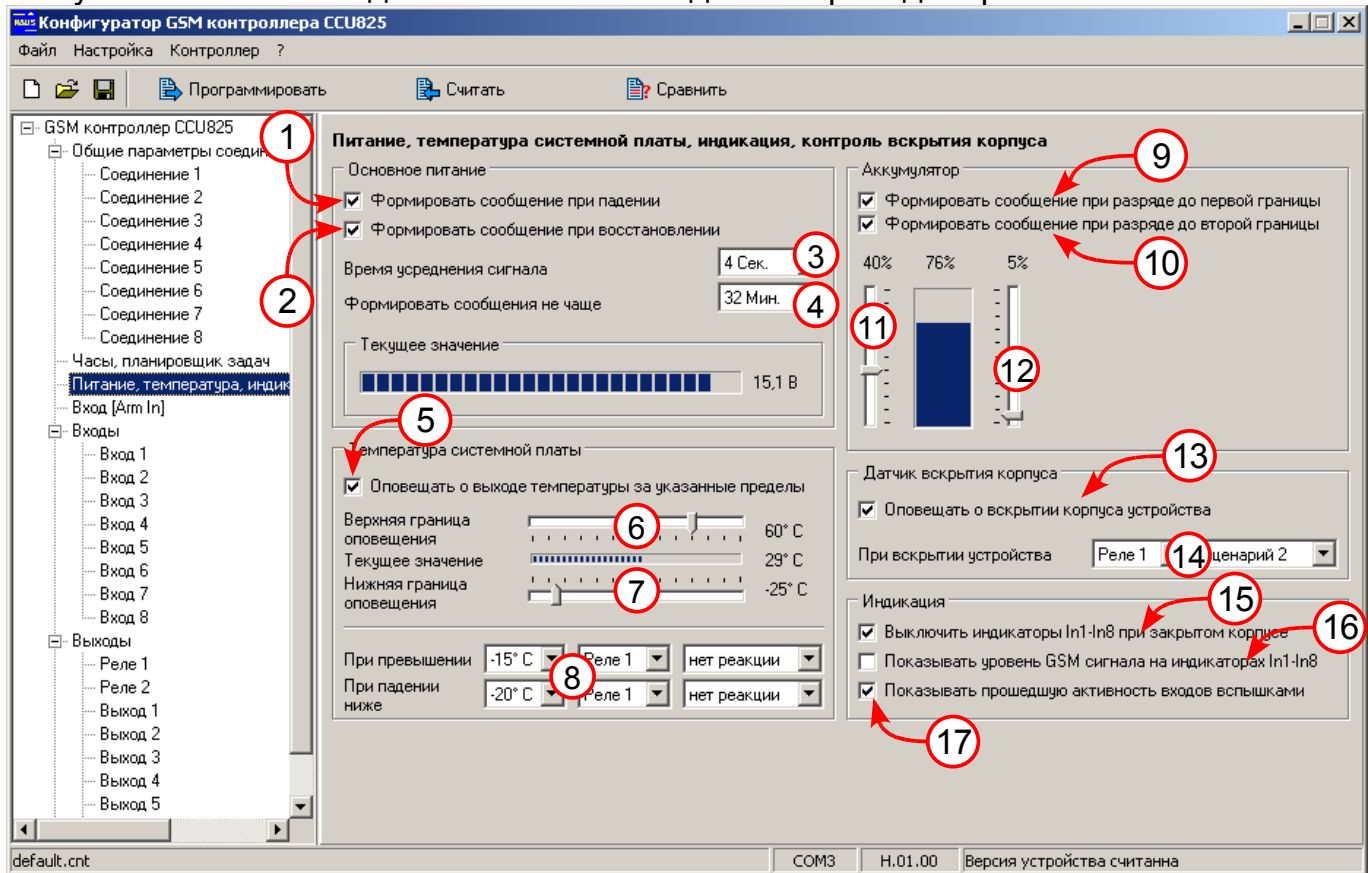 Конфигуратор GSM контроллера CCU825
Файл Настройка Контроллер ?
Программировать Считать Сравнить
GSM контроллер CCU825
Общие параметры соедин
Соединение 1
Соединение 2
Соединение 3
Соединение 4
Соединение 5
Соединение 6
Соединение 7
Соединение 8
Часы, планировщик задач
Питание, температура, индик
Вход [Arm In]
Входы
Вход 1
Вход 2
Вход 3
Вход 4
Вход 5
Вход 6
Вход 7
Вход 8
Выходы
Реле 1
Реле 2
Выход 1
Выход 2
Выход 3
Выход 4
Выход 5
1
2
Питание, температура системной платы, индикация, контроль вскрытия корпуса
Основное питание
Формировать сообщение при падении
Формировать сообщение при восстановлении
Время усреднения сигнала 4 Сек. 3
Формировать сообщения не чаще 32 Мин. 4
Текущее значение
15,1 В
5
Температура системной платы
Оповещать о выходе температуры за указанные пределы
Верхняя граница
оповещения 6 60° C
Текущее значение 29° C
Нижняя граница
оповещения 7 -25° C
При превышении -15° C Реле 1 нет реакции
8
При падении
ниже -20° C Реле 1 нет реакции
9
Аккумулятор
Формировать сообщение при разряде до первой границы
Формировать сообщение при разряде до второй границы
10
40% 76% 5%
11
12
13
Датчик вскрытия корпуса
Оповещать о вскрытии корпуса устройства
При вскрытии устройства Реле 1 14 ценарий 2
Индикация
15
16
Выключить индикаторы In1-In8 при закрытом корпусе
Показывать уровень GSM сигнала на индикаторах In1-In8
Показывать прошедшую активность входов вспышками
17
default.cnt COM3 H.01.00 Версия устройства считанна